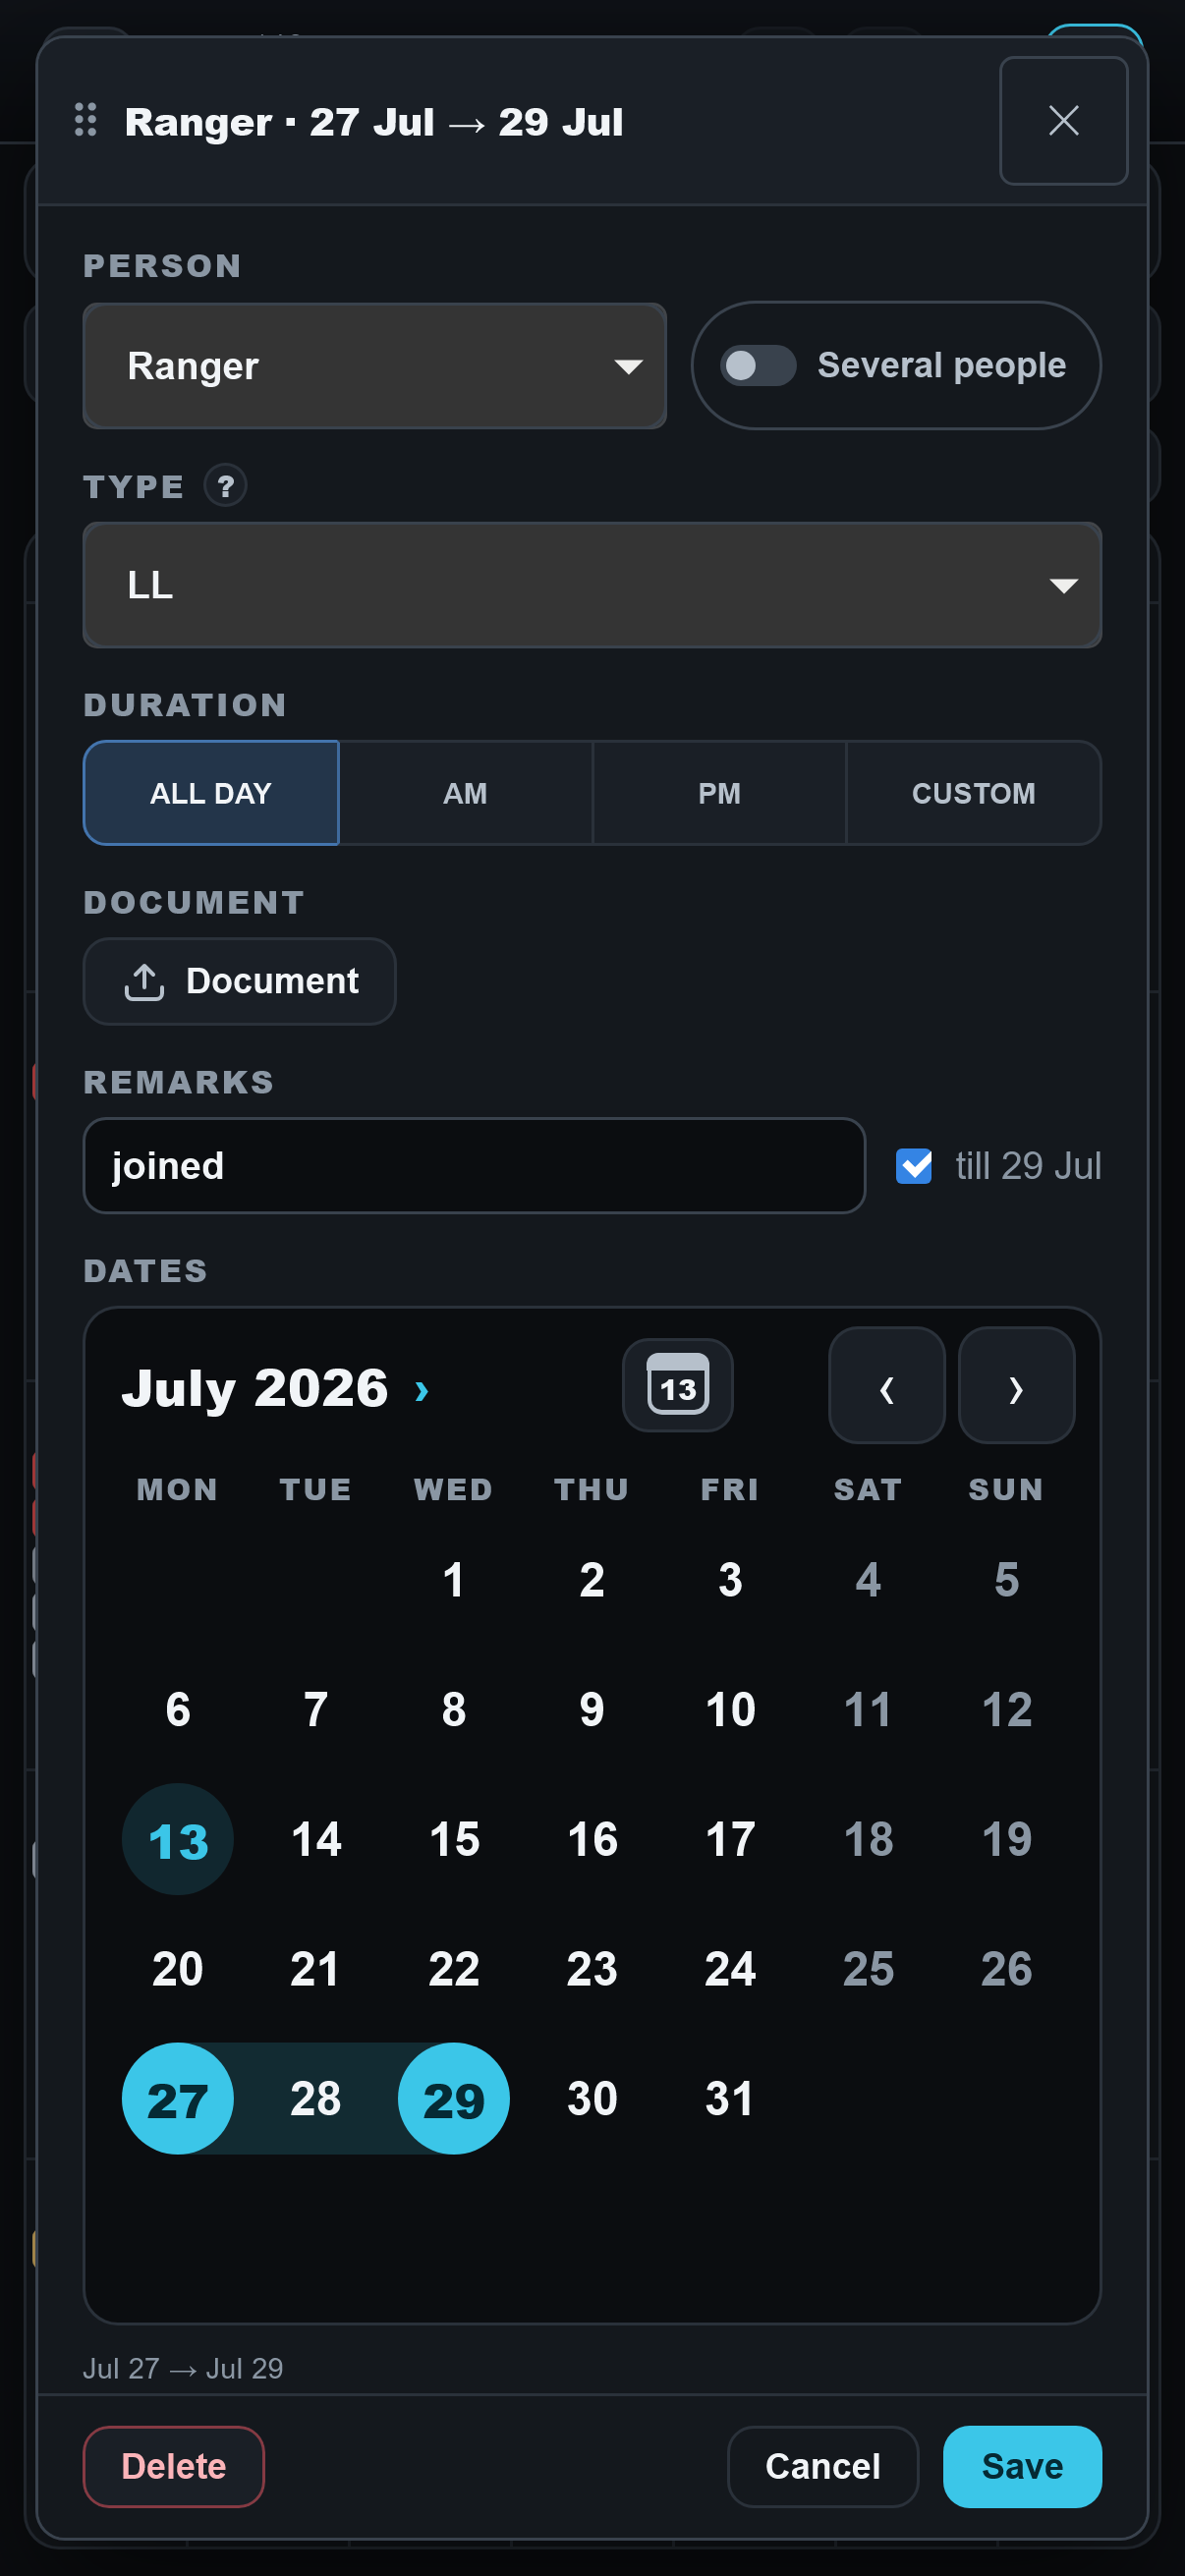 Ranger · 27 Jul → 29 Jul
PERSON
Ranger
Several people
TYPE ?
LL
DURATION
ALL DAY AM PM CUSTOM
DOCUMENT
Document
REMARKS
joined
till 29 Jul
DATES
July 2026 ›
13
‹ ›
MON TUE WED THU FRI SAT SUN
1 2 3 4 5
6 7 8 9 10 11 12
13 14 15 16 17 18 19
20 21 22 23 24 25 26
27 28 29 30 31
Jul 27 → Jul 29
Delete Cancel Save